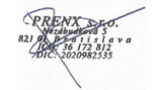 PRENX s.r.o.
Nezábudková 5
821 01 Bratislava
IČO: 36 172 812
DIČ: 2020982535